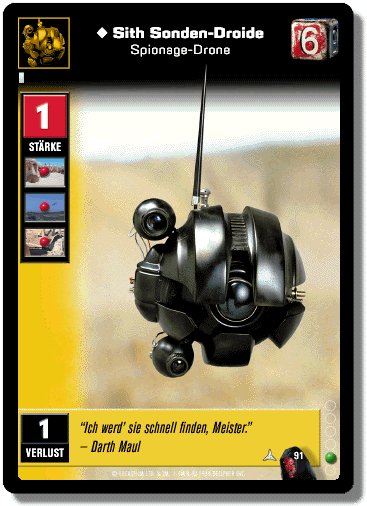 ◆ Sith Sonden-Droide
Spionage-Drone
6
1
STÄRKE
1
VERLUST
“Ich werd' sie schnell finden, Meister.”
– Darth Maul
91